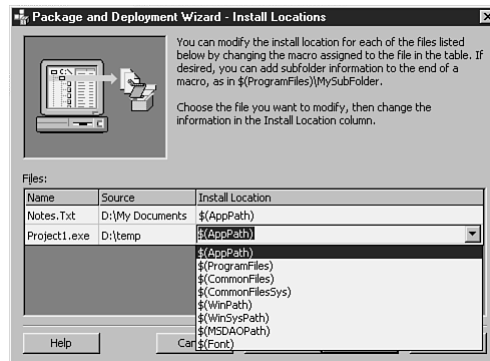 Package and Deployment Wizard - Install Locations
You can modify the install location for each of the files listed
below by changing the macro assigned to the file in the table. If
desired, you can add subfolder information to the end of a
macro, as in $(ProgramFiles)\MySubFolder.
Choose the file you want to modify, then change the
information in the Install Location column.
Files:
Name Source Install Location
Notes.Txt D:\My Documents $(AppPath)
Project1.exe D:\temp $(AppPath)
$(AppPath)
$(ProgramFiles)
$(CommonFiles)
$(CommonFilesSys)
$(WinPath)
$(WinSysPath)
$(MSDAOPath)
$(Font)
Help